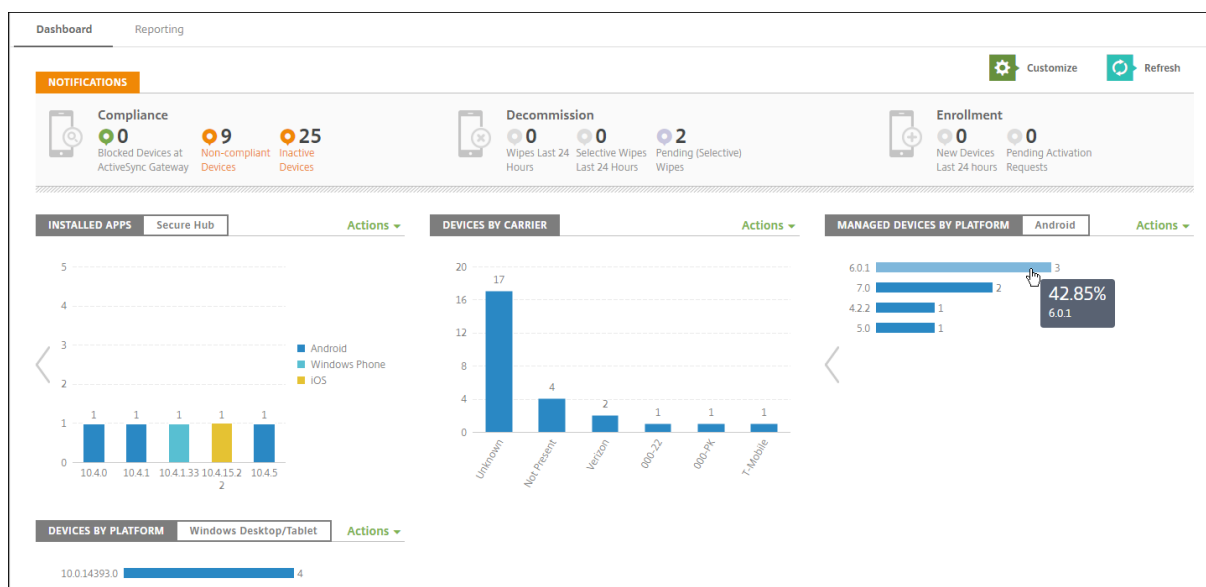 Dashboard Reporting
Customize Refresh
NOTIFICATIONS
Compliance
0 9 25
Blocked Devices at Non-compliant Inactive
ActiveSync Gateway Devices Devices
Decommission
0 0 2
Wipes Last 24 Selective Wipes Pending (Selective)
Hours Last 24 Hours Wipes
Enrollment
0 0
New Devices Pending Activation
Last 24 hours Requests
INSTALLED APPS Secure Hub Actions
5
4
3
2
1
0
1 1 1 1 1
10.4.0 10.4.1 10.4.1.33 10.4.15.2 10.4.5
2
Android
Windows Phone
iOS
DEVICES BY CARRIER Actions
20
16
12
8
4
0
17 4 2 1 1 1
Unknown Not Present Verizon 000-22 000-PK T-Mobile
MANAGED DEVICES BY PLATFORM Android Actions
6.0.1 3
7.0 2
4.2.2 1
5.0 1
42.85%
6.0.1
DEVICES BY PLATFORM Windows Desktop/Tablet Actions
10.0.14393.0 4